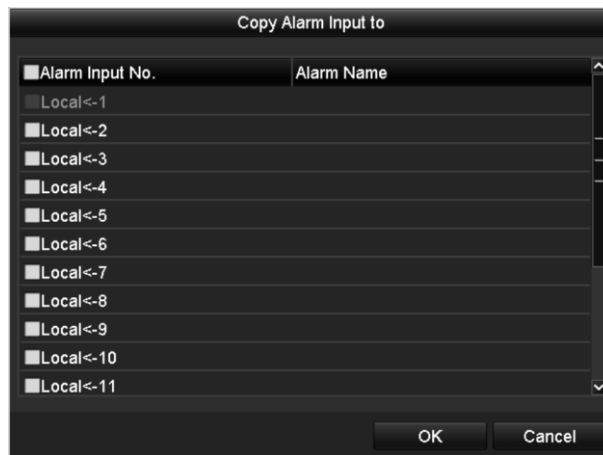 Copy Alarm Input to
Alarm Input No. Alarm Name
Local<-1
Local<-2
Local<-3
Local<-4
Local<-5
Local<-6
Local<-7
Local<-8
Local<-9
Local<-10
Local<-11
OK Cancel